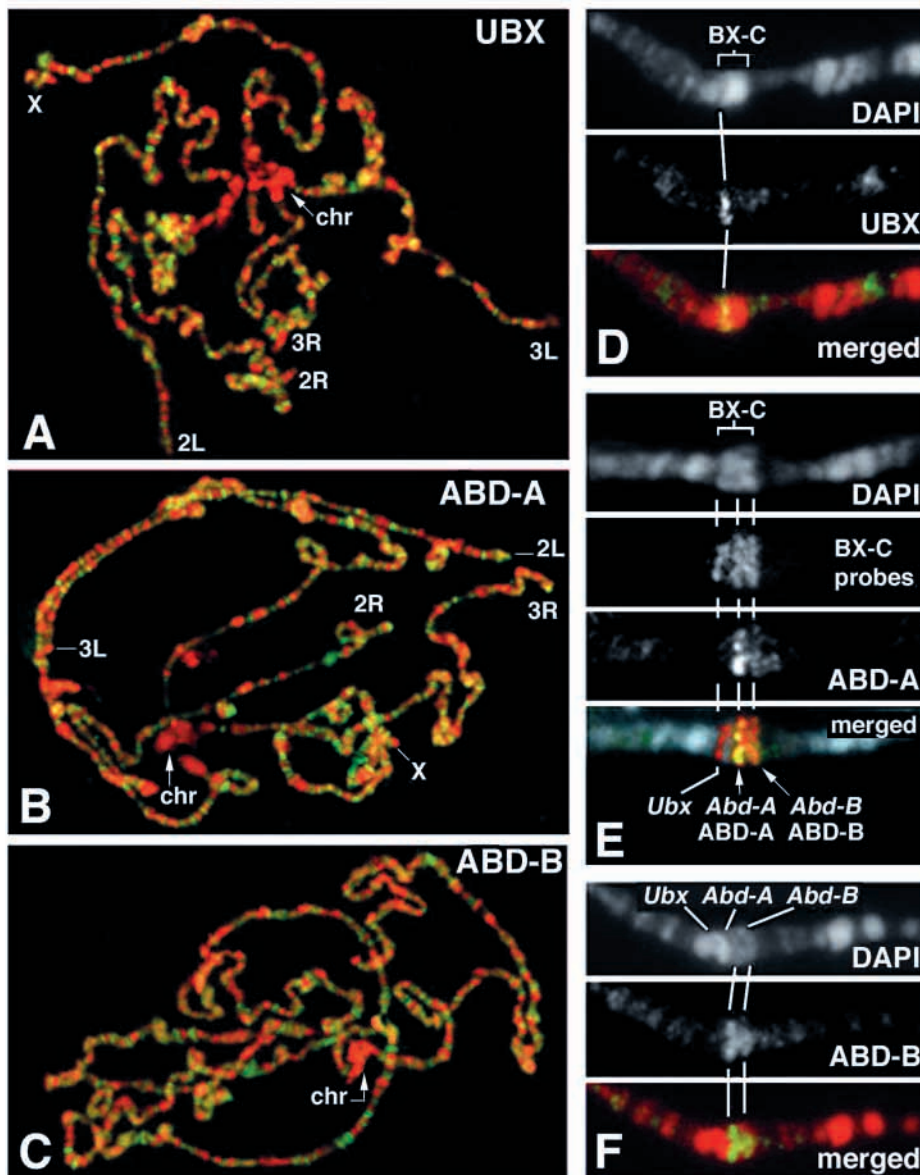 UBX
X
chr
3R
2R
3L
2L
A
ABD-A
2L
3R
2R
3L
X
chr
B
ABD-B
chr
C
BX-C
DAPI
UBX
D
merged
BX-C
DAPI
BX-C
probes
ABD-A
merged
Ubx Abd-A Abd-B
ABD-A ABD-B
E
Ubx Abd-A Abd-B
DAPI
ABD-B
F
merged